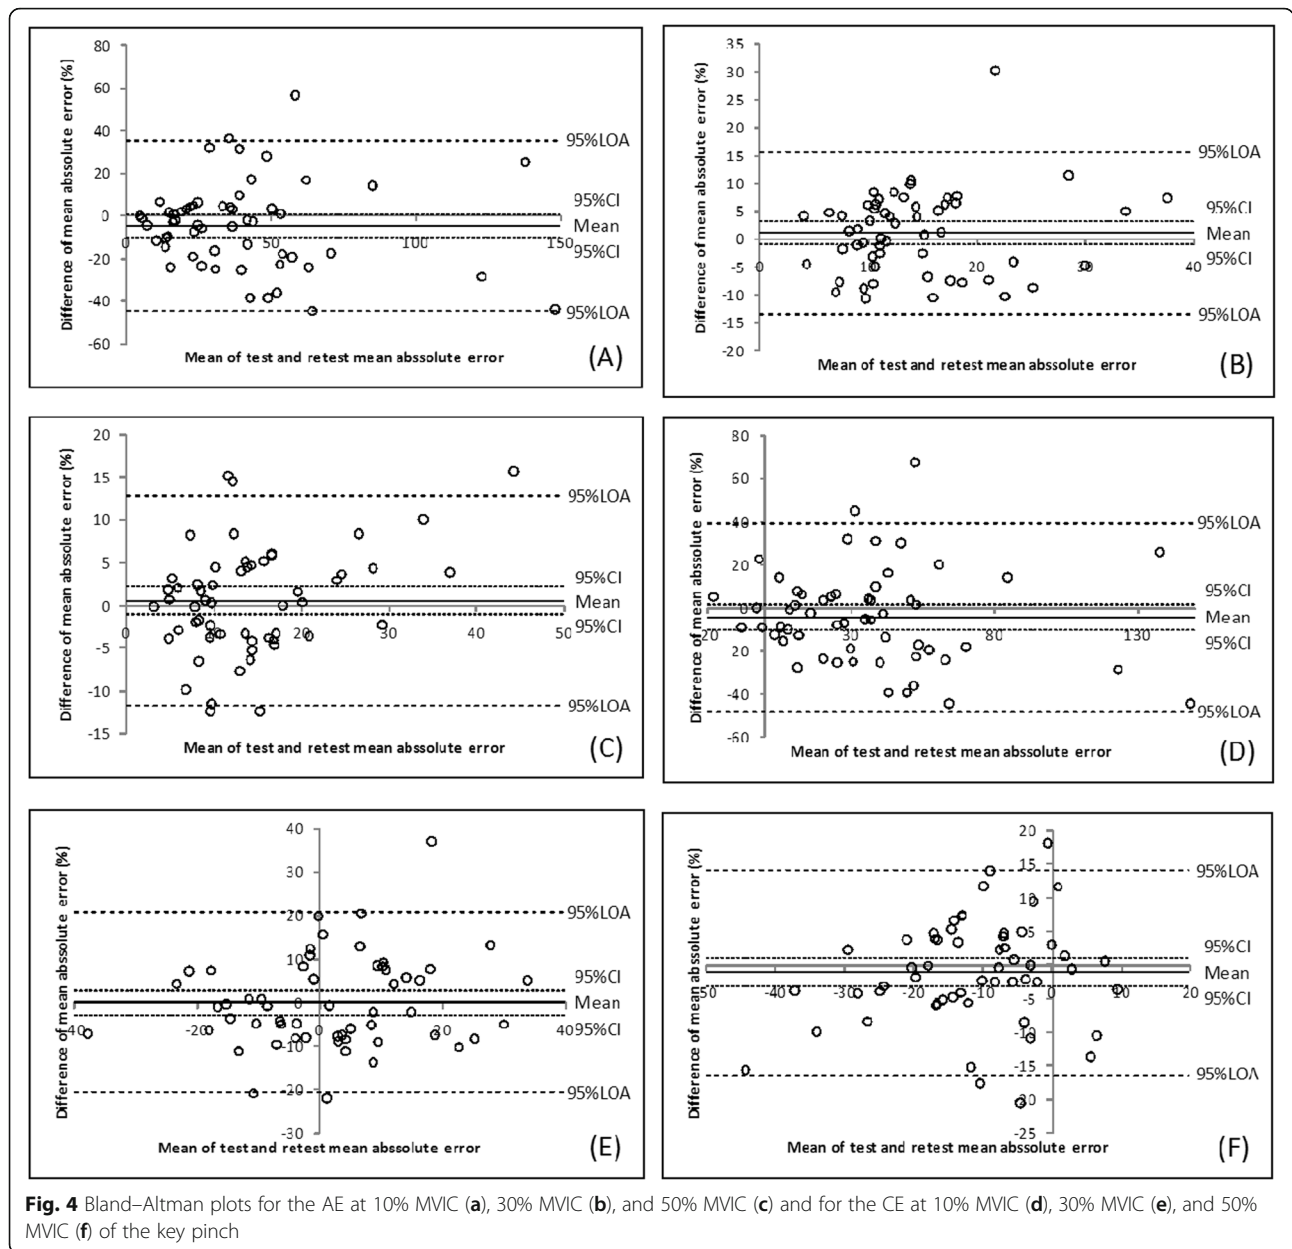 80
60
40
20
0
-20
-40
-60
0
50
100
150
95%LOA
95%CI
Mean
95%CI
95%LOA
Difference of mean abssolute error (%)
Mean of test and retest mean abssolute error
(A)
35
30
25
20
15
10
5
0
-5
-10
-15
-20
0
10
20
30
40
95%LOA
95%CI
Mean
95%CI
95%LOA
Difference of mean abssolute error (%)
Mean of test and retest mean abssolute error
(B)
20
15
10
5
0
-5
-10
-15
0
10
20
30
40
50
95%LOA
95%CI
Mean
95%CI
95%LOA
Difference of mean abssolute error (%)
Mean of test and retest mean abssolute error
(C)
80
60
40
20
0
-20
-40
-60
-20
30
80
130
95%LOA
95%CI
Mean
95%CI
95%LOA
Difference of mean abssolute error (%)
Mean of test and retest mean abssolute error
(D)
40
30
20
10
0
-10
-20
-30
-40
-20
0
20
40
95%LOA
95%CI
Mean
95%CI
95%LOA
Difference of mean abssolute error (%)
Mean of test and retest mean abssolute error
(E)
20
15
10
5
0
-5
-10
-15
-20
-25
-50
-40
-30
-20
-10
0
10
20
95%LOA
95%CI
Mean
95%CI
95%LOA
Difference of mean abssolute error (%)
Mean of test and retest mean abssolute error
(F)
Fig. 4 Bland–Altman plots for the AE at 10% MVIC (a), 30% MVIC (b), and 50% MVIC (c) and for the CE at 10% MVIC (d), 30% MVIC (e), and 50%
MVIC (f) of the key pinch